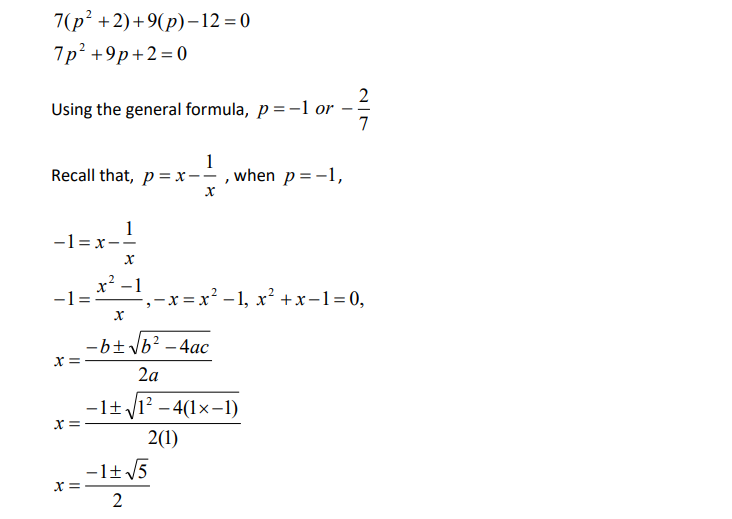 7(p² +2)+9(p)−12 = 0
7p² +9p+2 = 0
Using the general formula, p = −1 or −2/7
Recall that, p = x−1/x , when p = −1,
−1 = x−1/x
−1 = (x² −1)/x ,−x = x² −1, x² +x−1 = 0,
x = (−b± √(b² −4ac))/2a
x = (−1± √(1² −4(1×−1)))/2(1)
x = (−1± √5)/2